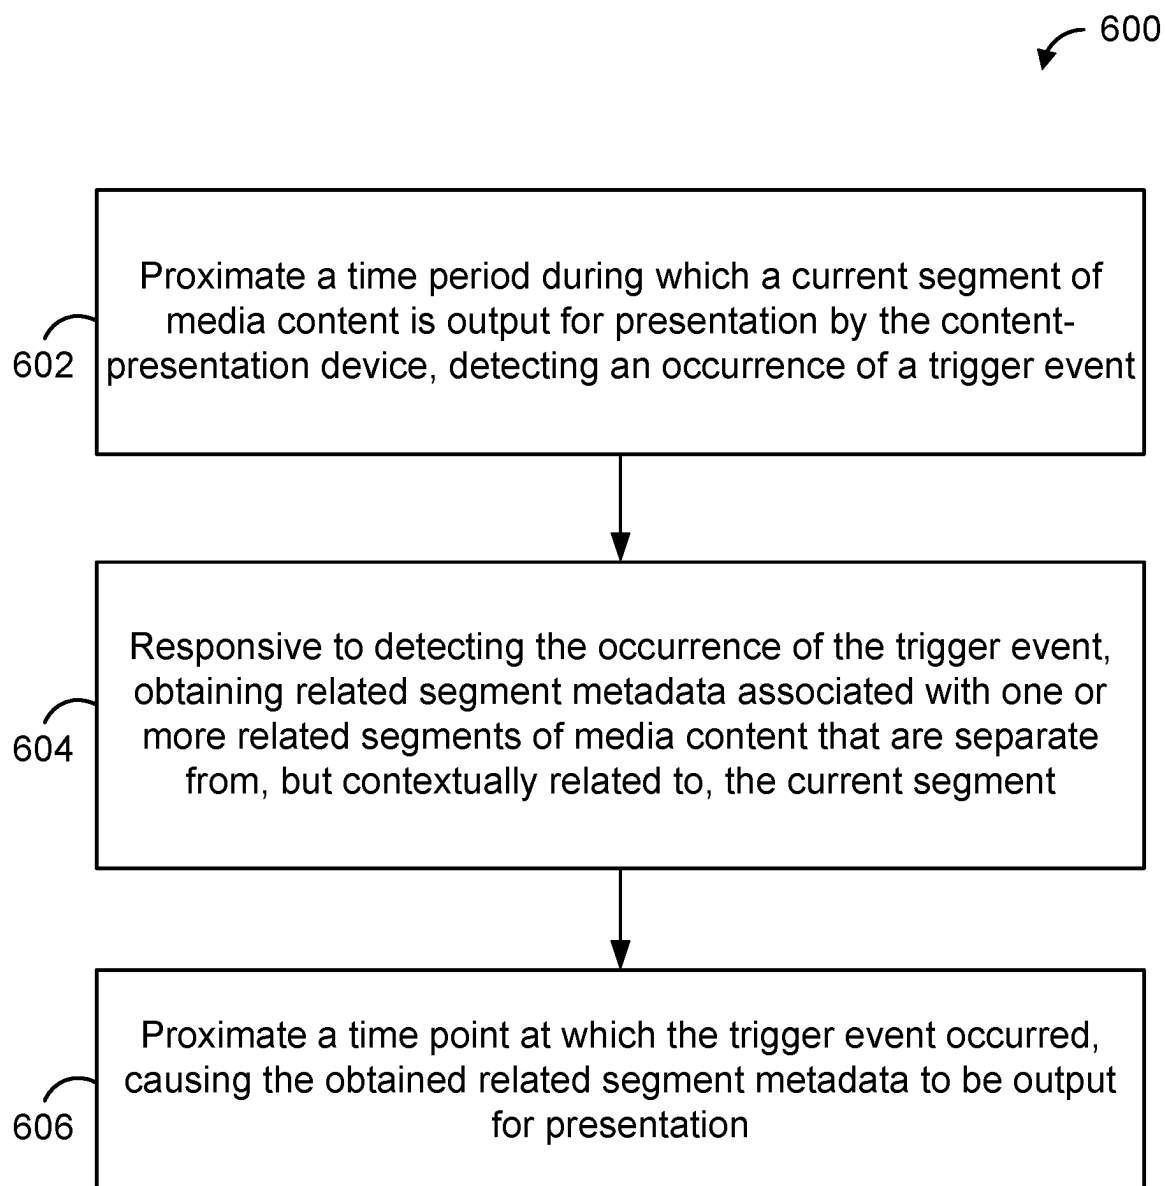 600
Proximate a time period during which a current segment of
media content is output for presentation by the content-
presentation device, detecting an occurrence of a trigger event
602
Responsive to detecting the occurrence of the trigger event,
obtaining related segment metadata associated with one or
more related segments of media content that are separate
from, but contextually related to, the current segment
604
Proximate a time point at which the trigger event occurred,
causing the obtained related segment metadata to be output
for presentation
606